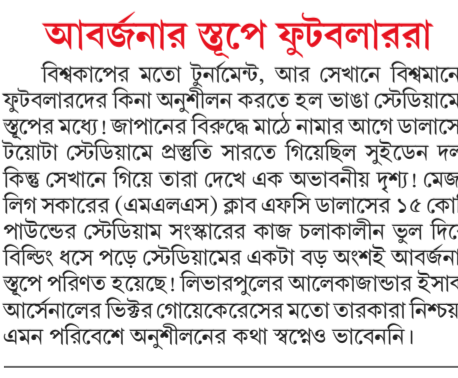 আবর্জনার স্তূপে ফুটবলাররা
বিশ্বকাপের মতো টুর্নামেন্ট, আর সেখানে বিশ্বমানে
ফুটবলারদের কিনা অনুশীলন করতে হল ভাঙা স্টেডিয়ামে
স্তূপের মধ্যে! জাপানের বিরুদ্ধে মাঠে নামার আগে ডালাসে
টয়োটা স্টেডিয়ামে প্রস্তুতি সারতে গিয়েছিল সুইডেন দল
কিন্তু সেখানে গিয়ে তারা দেখে এক অভাবনীয় দৃশ্য! মেজ
লিগ সকারের (এমএলএস) ক্লাব এফসি ডালাসের ১৫ কো
পাউন্ডের স্টেডিয়াম সংস্কারের কাজ চলাকালীন ভুল দিবে
বিল্ডিং ধসে পড়ে স্টেডিয়ামের একটা বড় অংশই আবর্জনা
স্তূপে পরিণত হয়েছে! লিভারপুলের আলেকাজান্ডার ইসাব
আর্সেনালের ভিক্টর গোয়েকেরেসের মতো তারকারা নিশ্চয়
এমন পরিবেশে অনুশীলনের কথা স্বপ্নেও ভাবেননি।